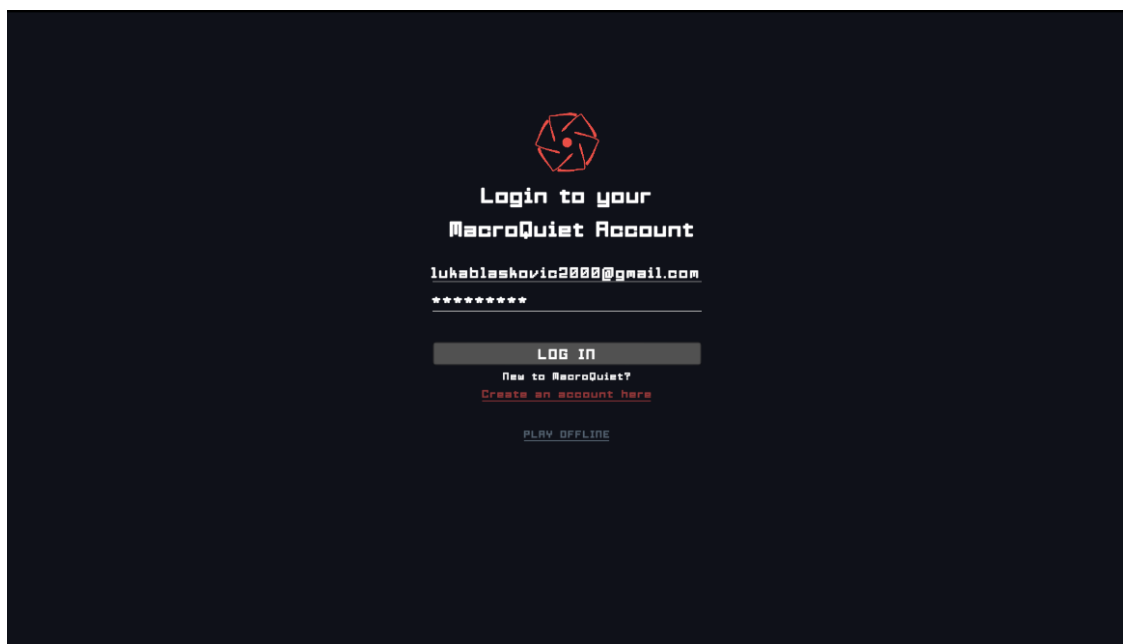 Login to your
MacroQuiet Account
lukablaskovic2000@gmail.com
*********
LOG IN
New to MacroQuiet?
Create an account here
PLAY OFFLINE